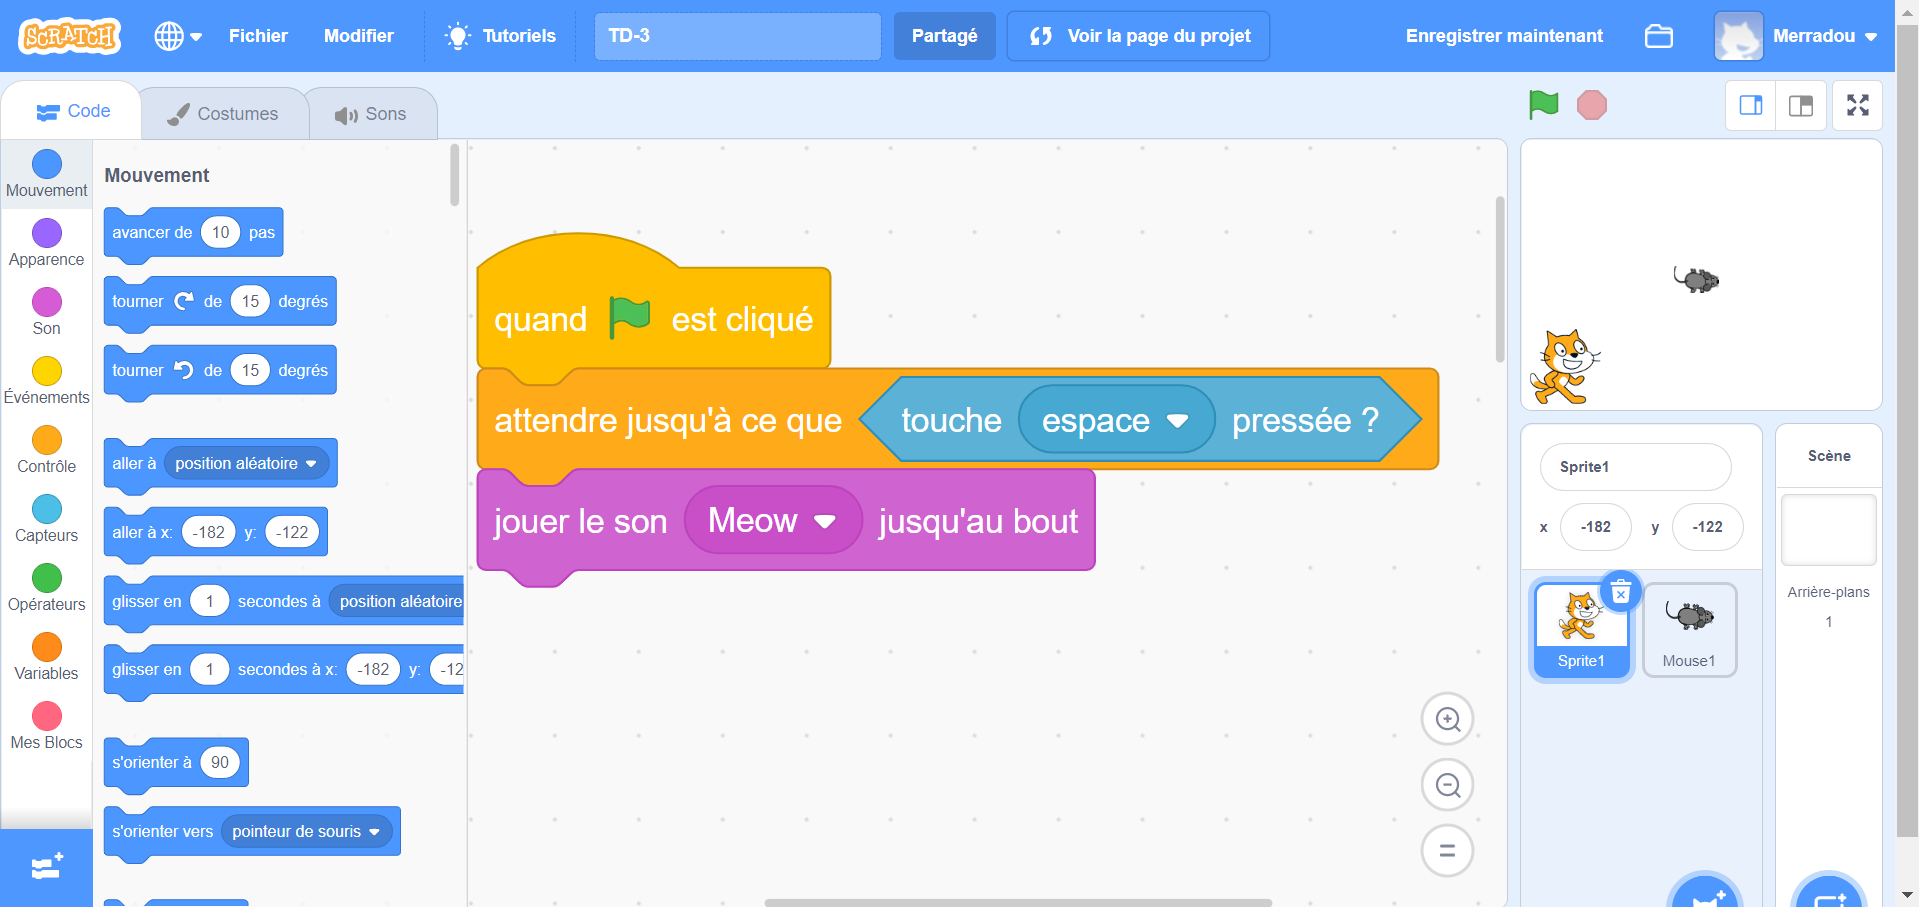 SCRATCH
Fichier
Modifier
Tutoriels
TD-3
Partagé
Voir la page du projet
Enregistrer maintenant
Merradou
Code
Costumes
Sons
Mouvement
Apparence
Son
Événements
Contrôle
Capteurs
Opérateurs
Variables
Mes Blocs
Mouvement
avancer de 10 pas
tourner de 15 degrés
tourner de 15 degrés
aller à position aléatoire
aller à x: -182 y: -122
glisser en 1 secondes à position aléatoire
glisser en 1 secondes à x: -182 y: -12
s'orienter à 90
s'orienter vers pointeur de souris
quand est cliqué
attendre jusqu'à ce que touche espace pressée ?
jouer le son Meow jusqu'au bout
Sprite1
x -182 y -122
Sprite1
Mouse1
Scène
Arrière-plans
1